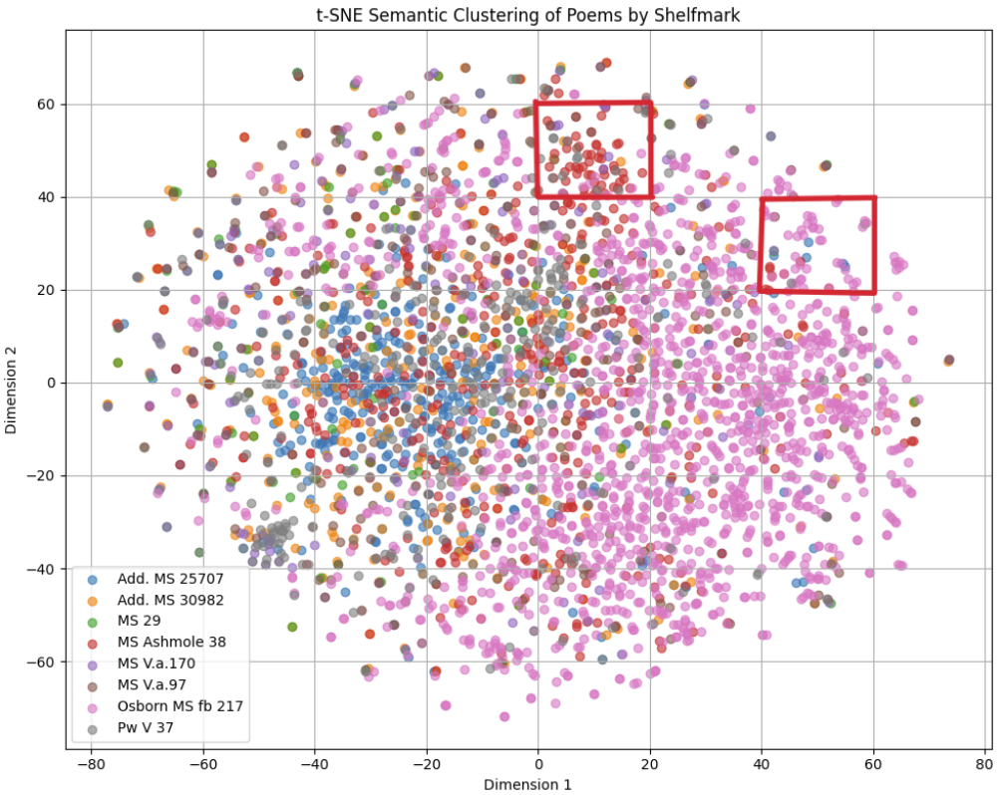 t-SNE Semantic Clustering of Poems by Shelfmark
Dimension 2
60
40
20
0
−20
−40
−60
Add. MS 25707
Add. MS 30982
MS 29
MS Ashmole 38
MS V.a.170
MS V.a.97
Osborn MS fb 217
Pw V 37
−80 −60 −40 −20 0 20 40 60 80
Dimension 1